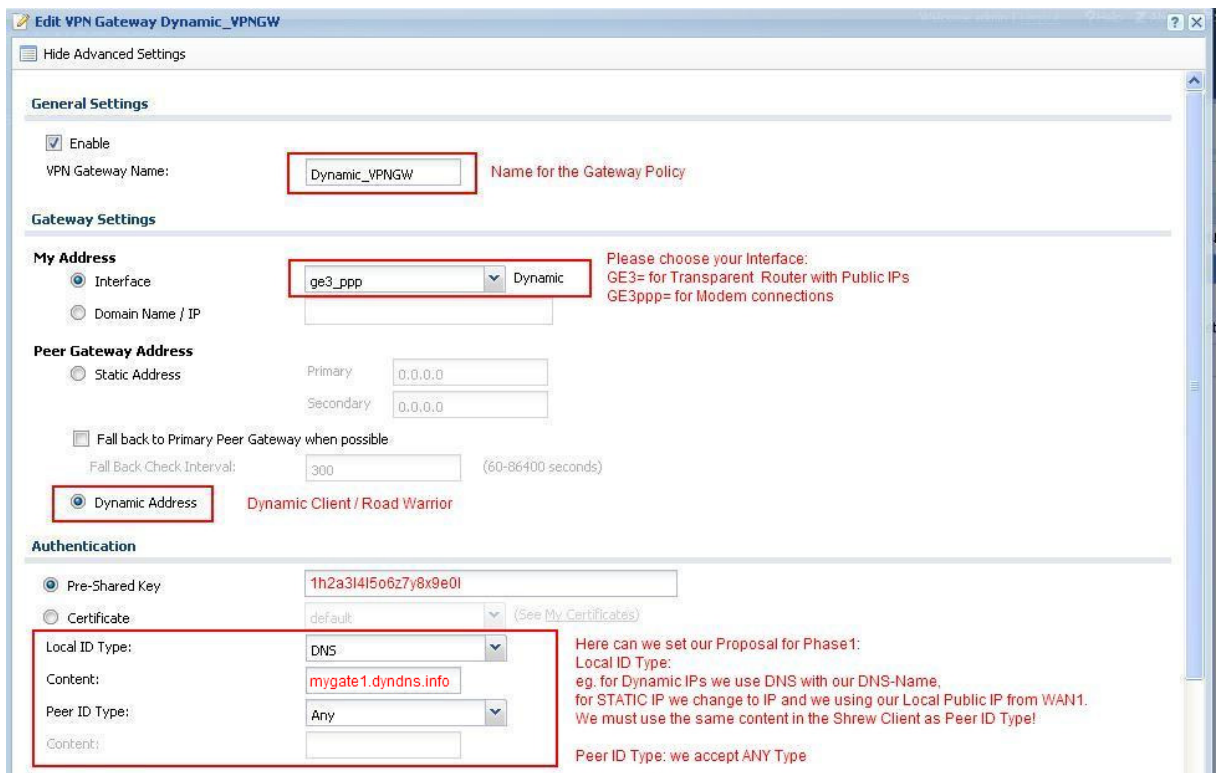 Edit VPN Gateway Dynamic_VPNGW
Hide Advanced Settings
General Settings
Enable
VPN Gateway Name:
Dynamic_VPNGW
Name for the Gateway Policy
Gateway Settings
My Address
Interface
ge3_ppp
Dynamic
Please choose your Interface:
GE3= for Transparent Router with Public IPs
GE3ppp= for Modem connections
Domain Name / IP
Peer Gateway Address
Static Address
Primary
0.0.0.0
Secondary
0.0.0.0
Fall back to Primary Peer Gateway when possible
Fall Back Check Interval:
300
(60-86400 seconds)
Dynamic Address
Dynamic Client / Road Warrior
Authentication
Pre-Shared Key
1h2a3l4l5o6z7y8x9e0l
Certificate
default
(See My Certificates)
Local ID Type:
DNS
Content:
mygate1.dyndns.info
Peer ID Type:
Any
Content:
Here can we set our Proposal for Phase1:
Local ID Type:
eg. for Dynamic IPs we use DNS with our DNS-Name,
for STATIC IP we change to IP and we using our Local Public IP from WAN1.
We must use the same content in the Shrew Client as Peer ID Type!
Peer ID Type: we accept ANY Type